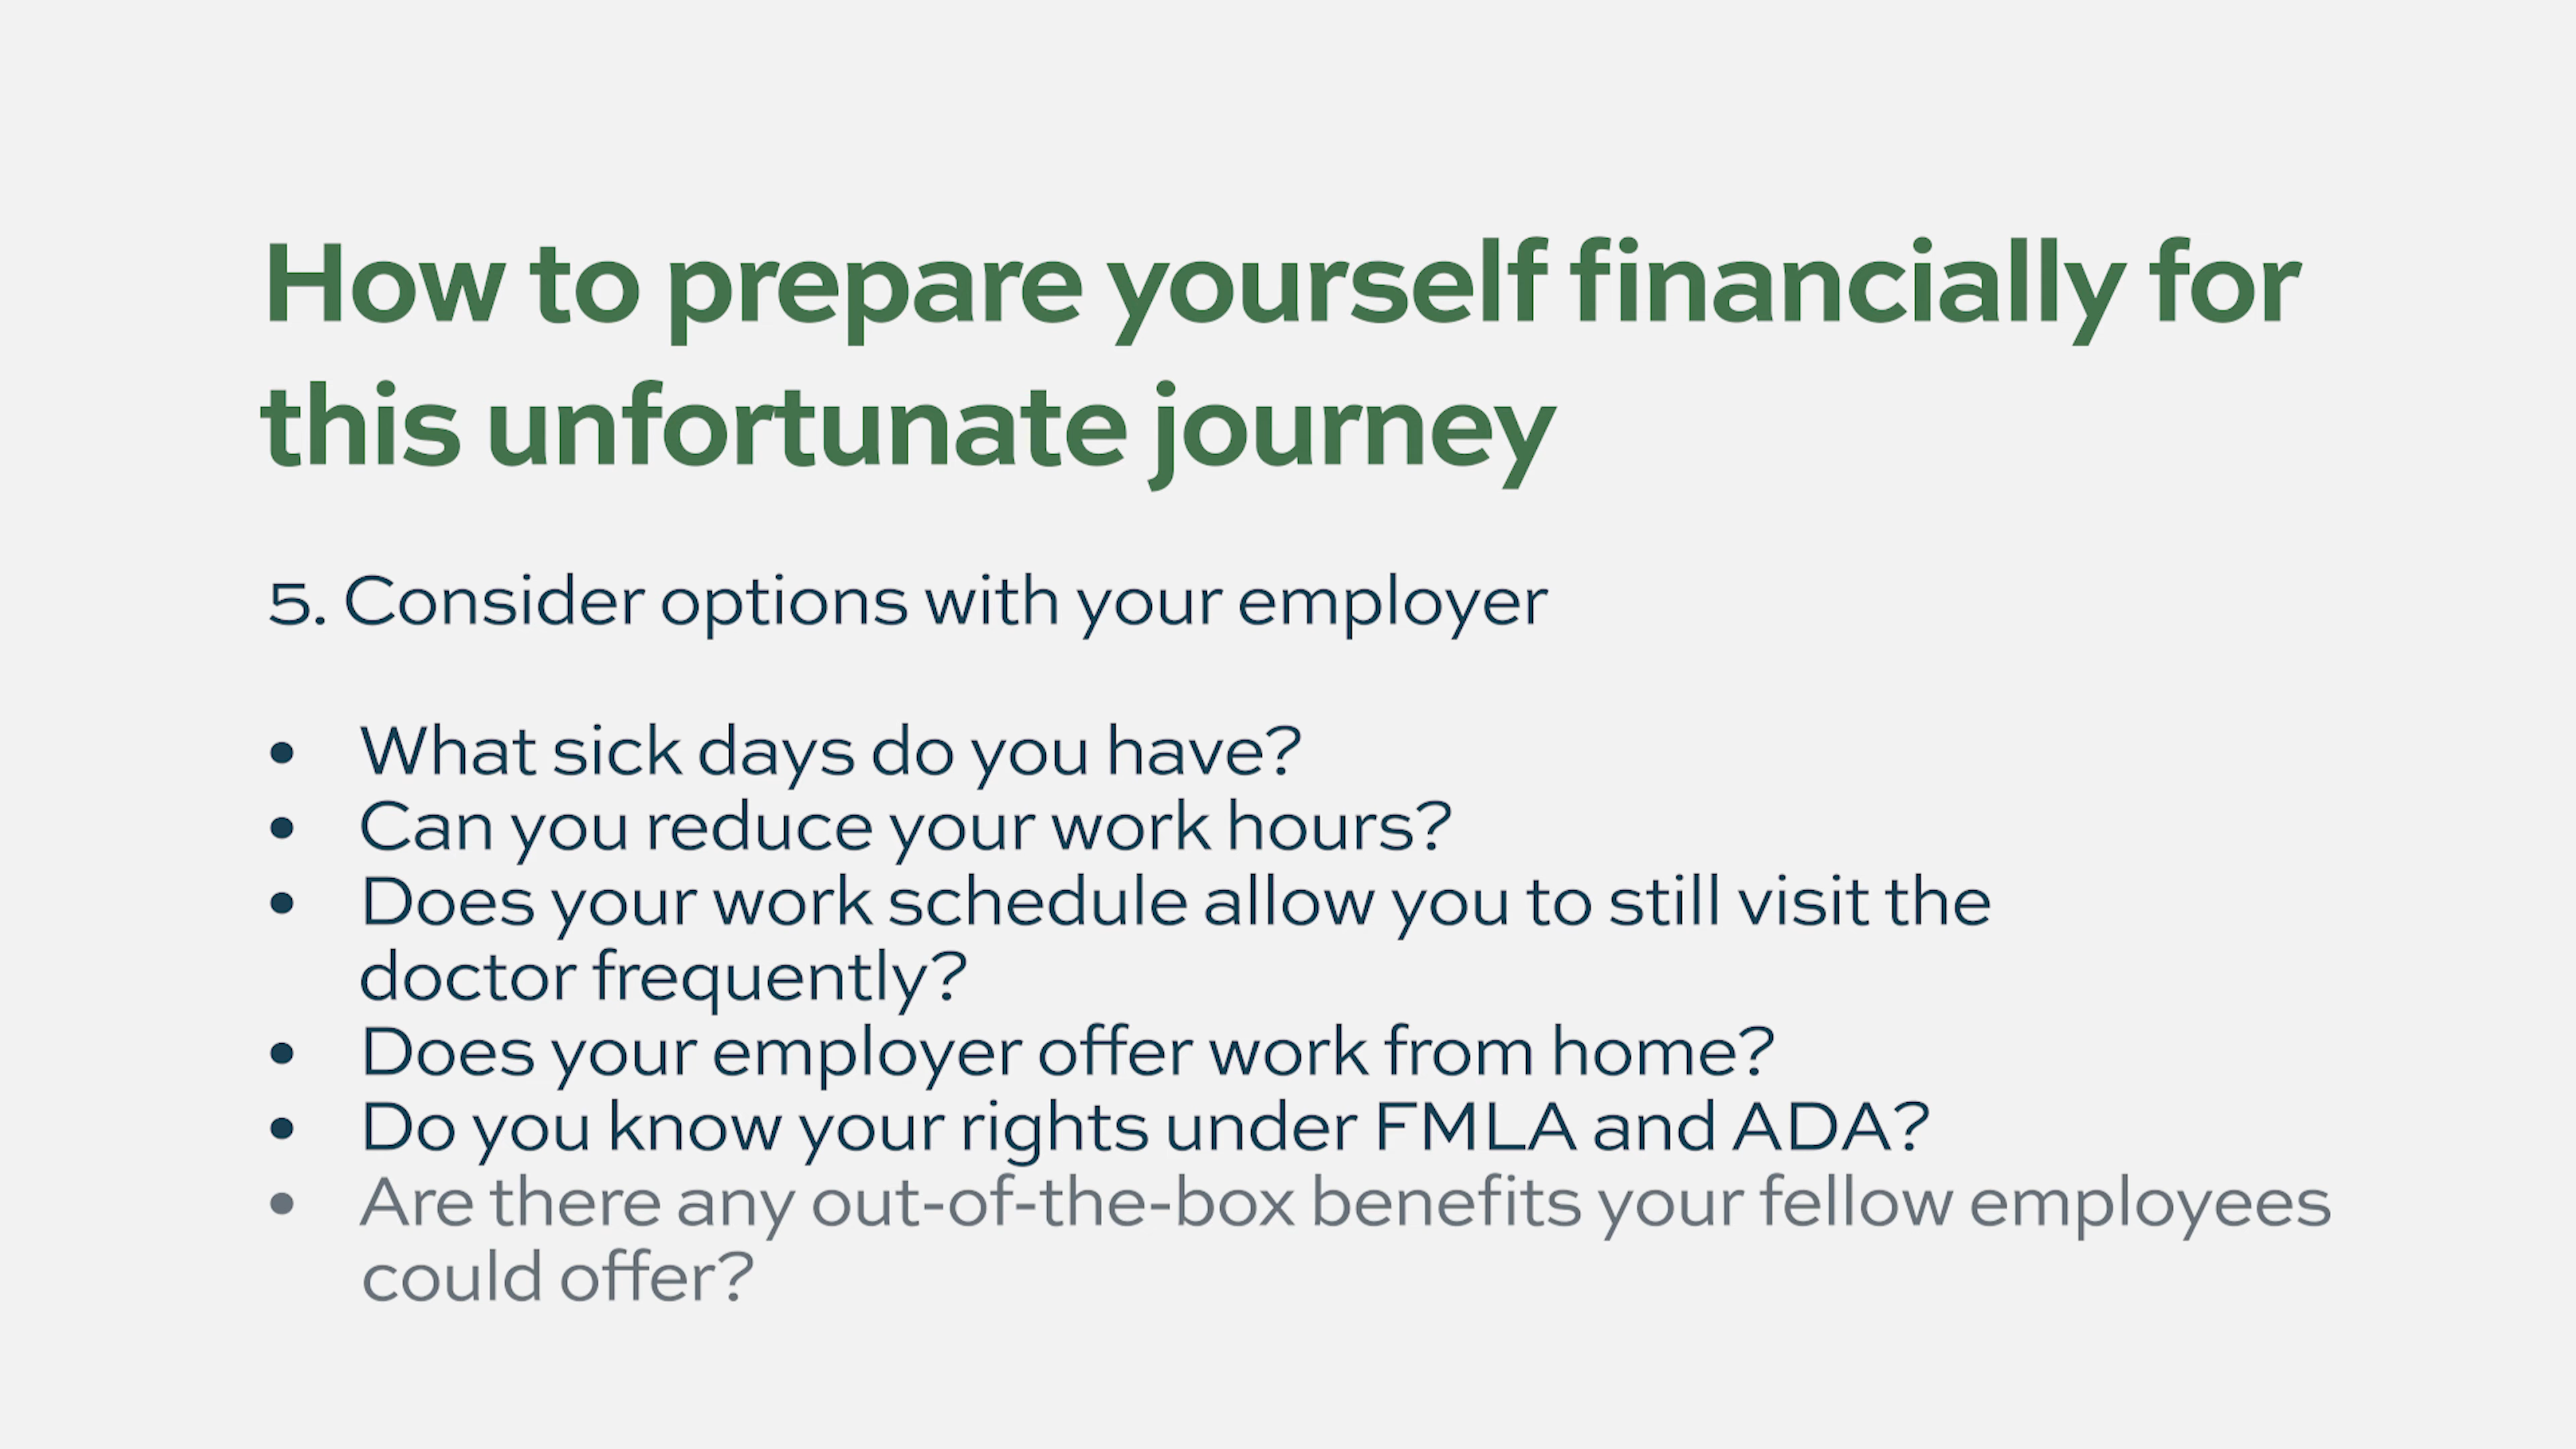 How to prepare yourself financially for
this unfortunate journey
5. Consider options with your employer
• What sick days do you have?
• Can you reduce your work hours?
• Does your work schedule allow you to still visit the
doctor frequently?
• Does your employer offer work from home?
• Do you know your rights under FMLA and ADA?
• Are there any out-of-the-box benefits your fellow employees
could offer?